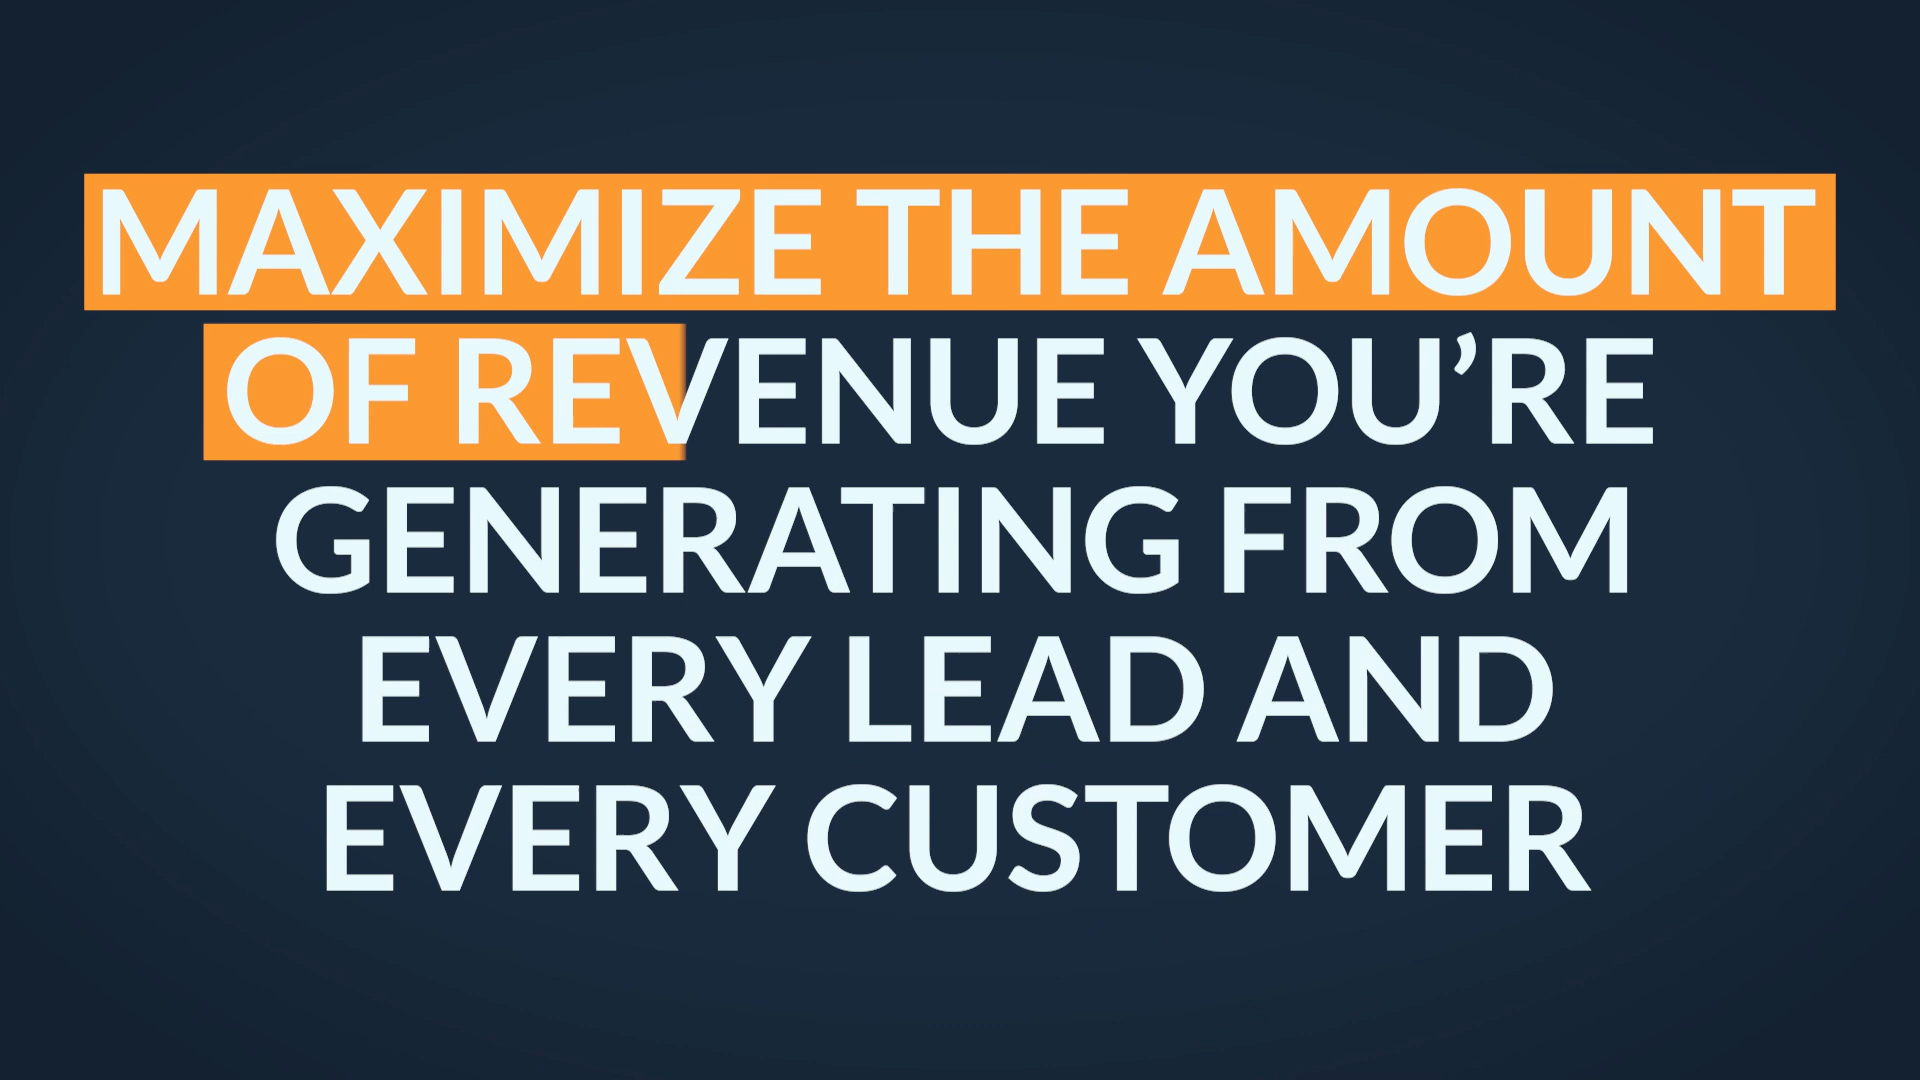 MAXIMIZE THE AMOUNT
OF REVENUE YOU’RE
GENERATING FROM
EVERY LEAD AND
EVERY CUSTOMER